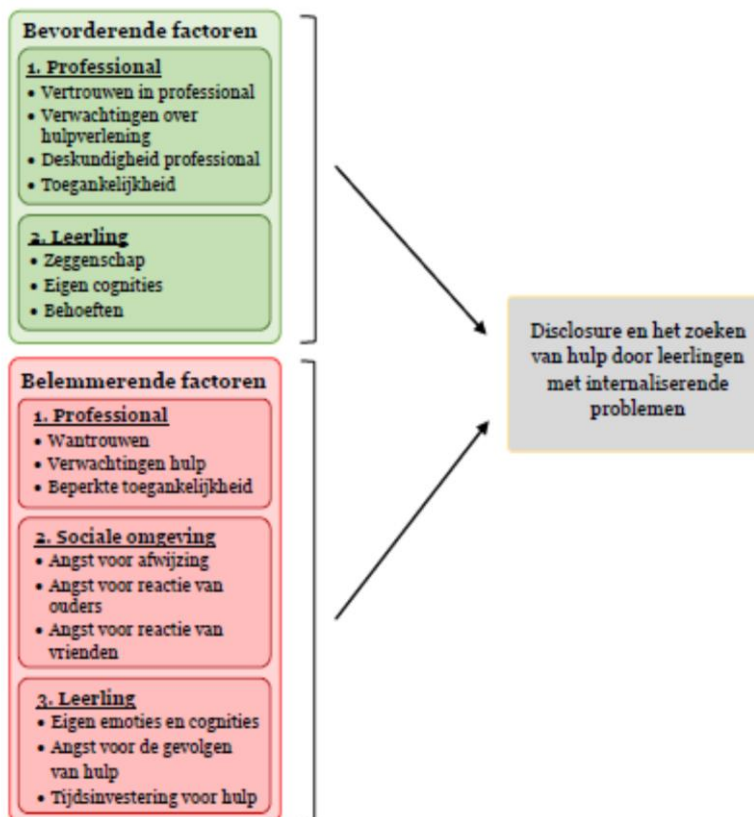 Bevorderende factoren
1. Professional
• Vertrouwen in professional
• Verwachtingen over
hulpverlening
• Deskundigheid professional
• Toegankelijkheid
2. Leerling
• Zeggenschap
• Eigen cognities
• Behoeften
Belemmerende factoren
1. Professional
• Wantrouwen
• Verwachtingen hulp
• Beperkte toegankelijkheid
2. Sociale omgeving
• Angst voor afwijzing
• Angst voor reactie van
ouders
• Angst voor reactie van
vrienden
3. Leerling
• Eigen emoties en cognities
• Angst voor de gevolgen
van hulp
• Tijdsinvestering voor hulp
Disclosure en het zoeken
van hulp door leerlingen
met internaliserende
problemen